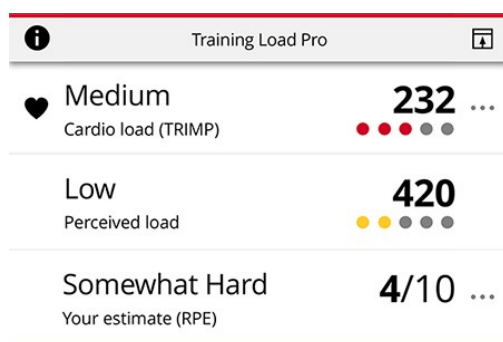 Training Load Pro
Medium 232
Cardio load (TRIMP)
Low 420
Perceived load
Somewhat Hard 4/10
Your estimate (RPE)